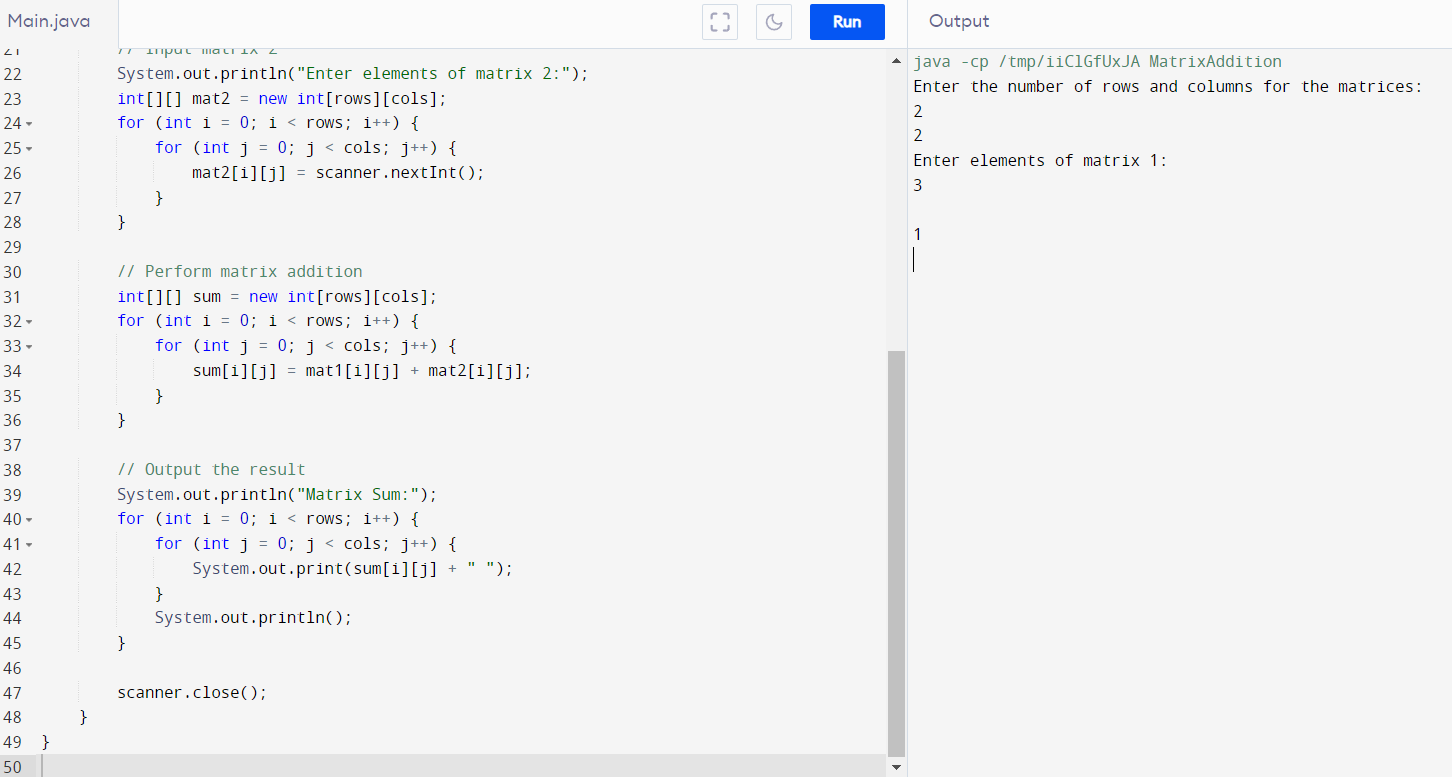 Main.java
Run
Output
21 // Input matrix 2
22 System.out.println("Enter elements of matrix 2:");
23 int[][] mat2 = new int[rows][cols];
24 for (int i = 0; i < rows; i++) {
25 for (int j = 0; j < cols; j++) {
26 mat2[i][j] = scanner.nextInt();
27 }
28 }
29
30 // Perform matrix addition
31 int[][] sum = new int[rows][cols];
32 for (int i = 0; i < rows; i++) {
33 for (int j = 0; j < cols; j++) {
34 sum[i][j] = mat1[i][j] + mat2[i][j];
35 }
36 }
37
38 // Output the result
39 System.out.println("Matrix Sum:");
40 for (int i = 0; i < rows; i++) {
41 for (int j = 0; j < cols; j++) {
42 System.out.print(sum[i][j] + " ");
43 }
44 System.out.println();
45 }
46
47 scanner.close();
48 }
49 }
50
java -cp /tmp/iiClGfUxJA MatrixAddition
Enter the number of rows and columns for the matrices:
2
2
Enter elements of matrix 1:
3
1